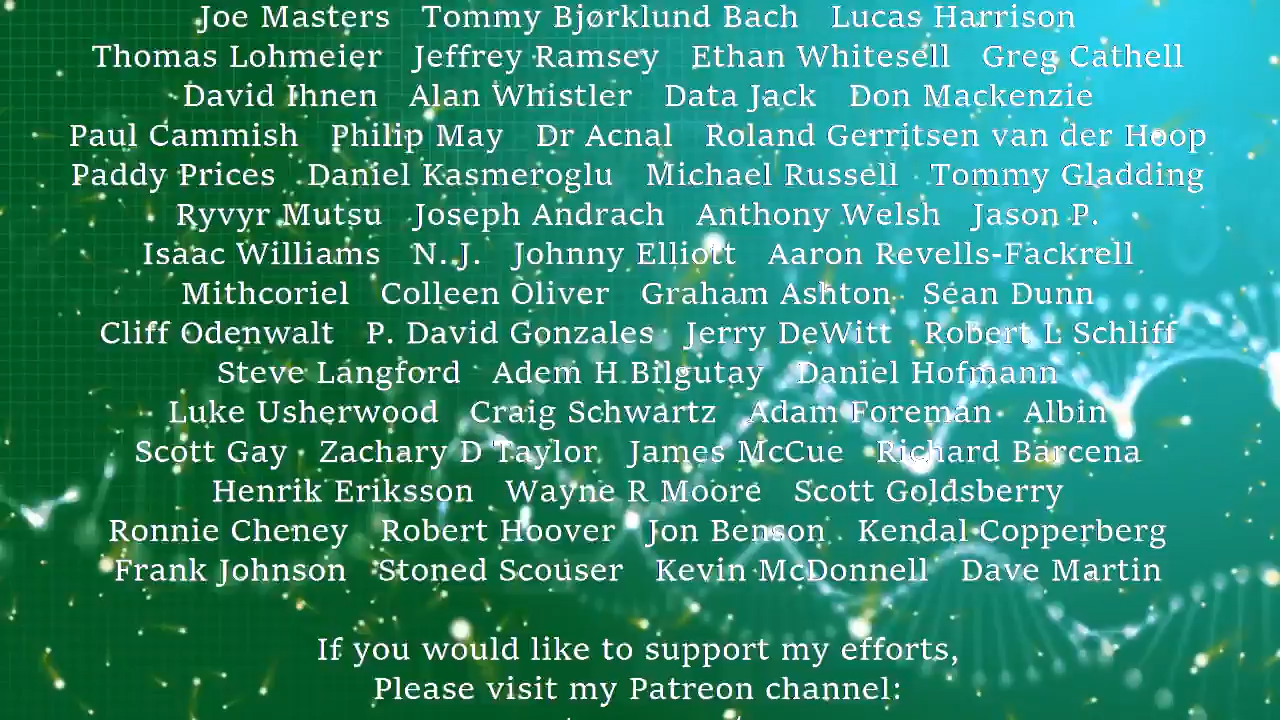 Joe Masters Tommy Bjørklund Bach Lucas Harrison
Thomas Lohmeier Jeffrey Ramsey Ethan Whitesell Greg Cathell
David Ihnen Alan Whistler Data Jack Don Mackenzie
Paul Cammish Philip May Dr Acnal Roland Gerritsen van der Hoop
Paddy Prices Daniel Kasmeroglu Michael Russell Tommy Gladding
Ryvyr Mutsu Joseph Andrach Anthony Welsh Jason P.
Isaac Williams N. J. Johnny Elliott Aaron Revells-Fackrell
Mithcoriel Colleen Oliver Graham Ashton Sean Dunn
Cliff Odenwalt P. David Gonzales Jerry DeWitt Robert L Schliff
Steve Langford Adem H Bilgutay Daniel Hofmann
Luke Usherwood Craig Schwartz Adam Foreman Albin
Scott Gay Zachary D Taylor James McCue Richard Barcena
Henrik Eriksson Wayne R Moore Scott Goldsberry
Ronnie Cheney Robert Hoover Jon Benson Kendal Copperberg
Frank Johnson Stoned Scouser Kevin McDonnell Dave Martin
If you would like to support my efforts,
Please visit my Patreon channel: